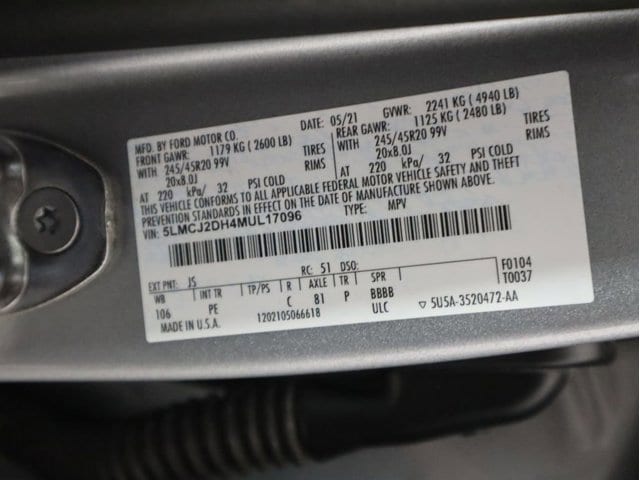 MFD. BY FORD MOTOR CO.
DATE: 05/21 GVWR: 2241 KG ( 4940 LB)
FRONT GAWR: 1179 KG ( 2600 LB) REAR GAWR: 1125 KG ( 2480 LB)
WITH 245/45R20 99V TIRES WITH 245/45R20 99V TIRES
20x8.0J RIMS 20x8.0J RIMS
AT 220 kPa/ 32 PSI COLD AT 220 kPa/ 32 PSI COLD
THIS VEHICLE CONFORMS TO ALL APPLICABLE FEDERAL MOTOR VEHICLE SAFETY AND THEFT
PREVENTION STANDARDS IN EFFECT ON THE DATE OF MANUFACTURE SHOWN ABOVE.
VIN: 5LMCJ2DH4MUL17096 TYPE: MPV
EXT PNT: JS RC: 51 DSO: F0104
WB INT TR TP/PS R AXLE TR SPR T0037
106 PE C 81 P BBBB
MADE IN U.S.A. 1202105066618 ULC ▽ 5U5A-3520472-AA